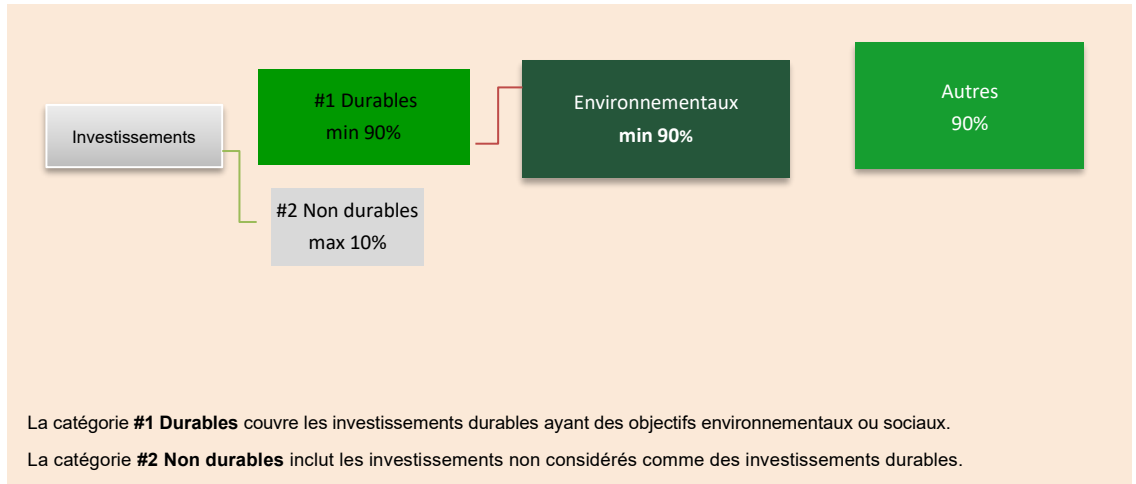 Investissements
#1 Durables
min 90%
#2 Non durables
max 10%
Environnementaux
min 90%
Autres
90%
La catégorie #1 Durables couvre les investissements durables ayant des objectifs environnementaux ou sociaux.
La catégorie #2 Non durables inclut les investissements non considérés comme des investissements durables.